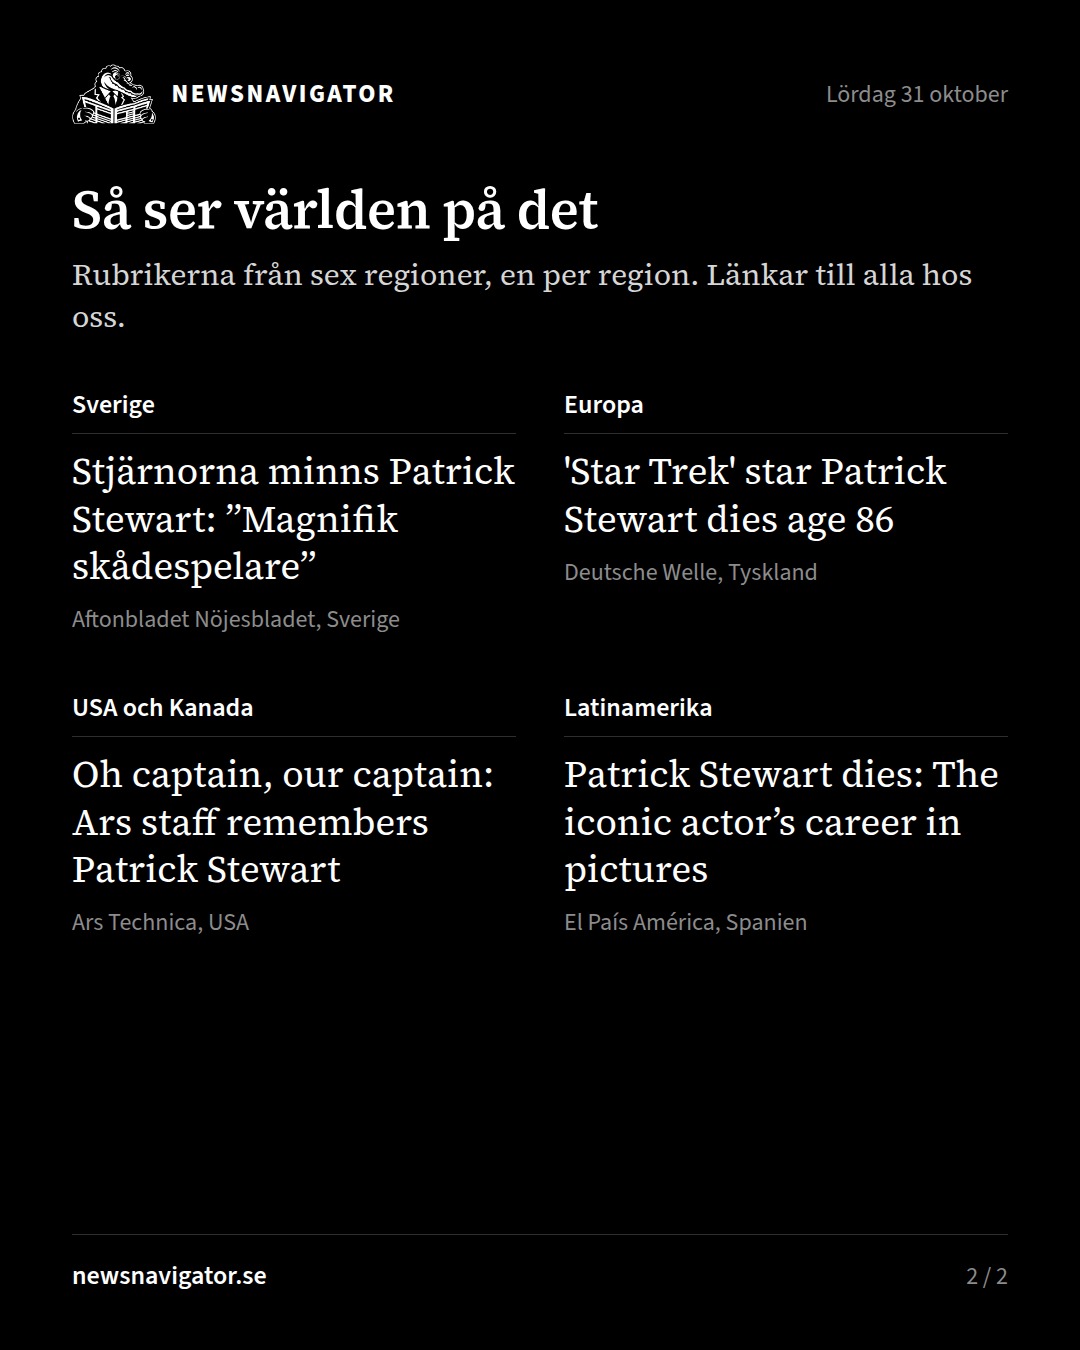 NEWSNAVIGATOR
Lördag 31 oktober
Så ser världen på det
Rubrikerna från sex regioner, en per region. Länkar till alla hos
oss.
Sverige
Stjärnorna minns Patrick
Stewart: ”Magnifik
skådespelare”
Aftonbladet Nöjesbladet, Sverige
Europa
'Star Trek' star Patrick
Stewart dies age 86
Deutsche Welle, Tyskland
USA och Kanada
Oh captain, our captain:
Ars staff remembers
Patrick Stewart
Ars Technica, USA
Latinamerika
Patrick Stewart dies: The
iconic actor’s career in
pictures
El País América, Spanien
newsnavigator.se
2 / 2